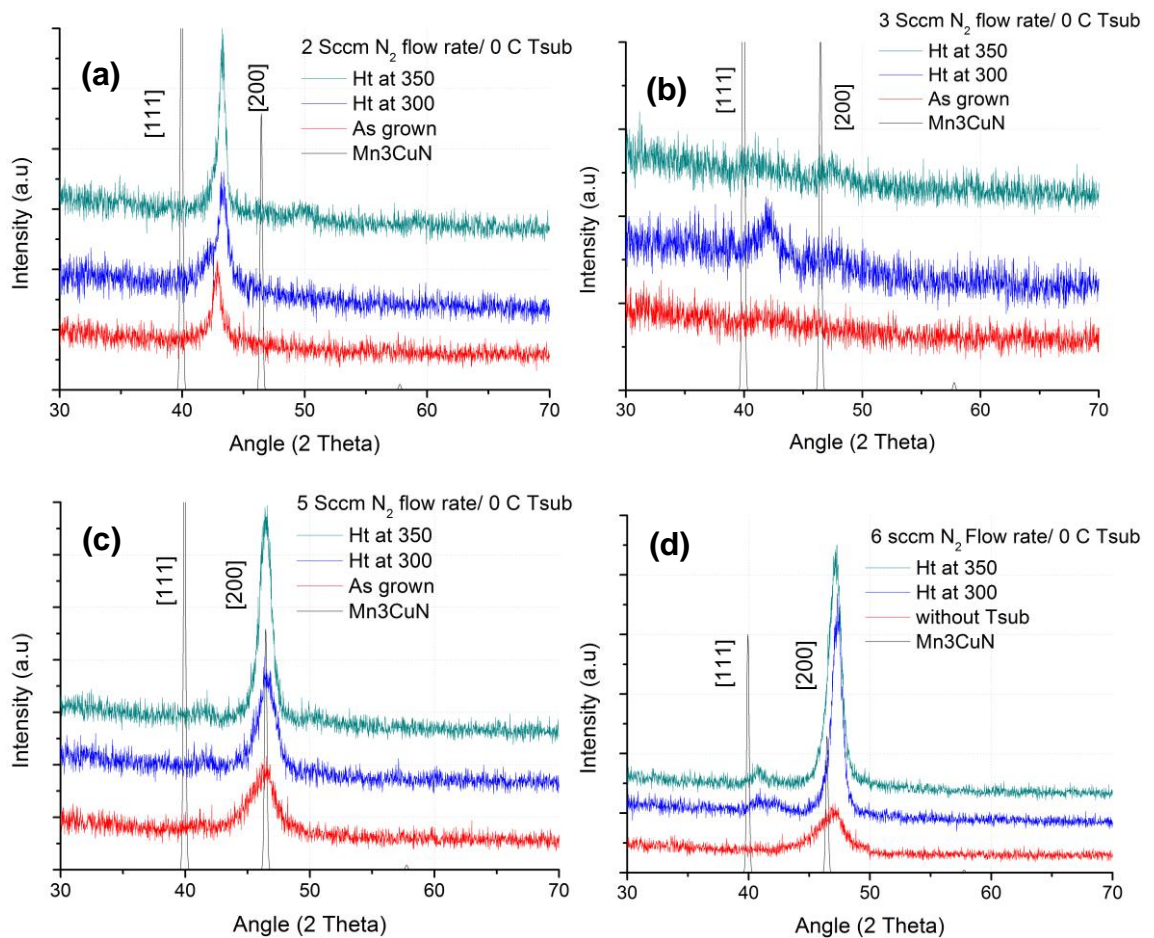 (a)
2 Sccm N2 flow rate/ 0 C Tsub
Ht at 350
Ht at 300
As grown
Mn3CuN
[111]
[200]
Intensity (a.u)
30 40 50 60 70
Angle (2 Theta)
(b)
3 Sccm N2 flow rate/ 0 C Tsub
Ht at 350
Ht at 300
As grown
Mn3CuN
[111]
[200]
Intensity (a.u)
30 40 50 60 70
Angle (2 Theta)
(c)
5 Sccm N2 flow rate/ 0 C Tsub
Ht at 350
Ht at 300
As grown
Mn3CuN
[111]
[200]
Intensity (a.u)
30 40 50 60 70
Angle (2 Theta)
(d)
6 sccm N2 Flow rate/ 0 C Tsub
Ht at 350
Ht at 300
without Tsub
Mn3CuN
[111]
[200]
Intensity (a.u)
30 40 50 60 70
Angle (2 Theta)